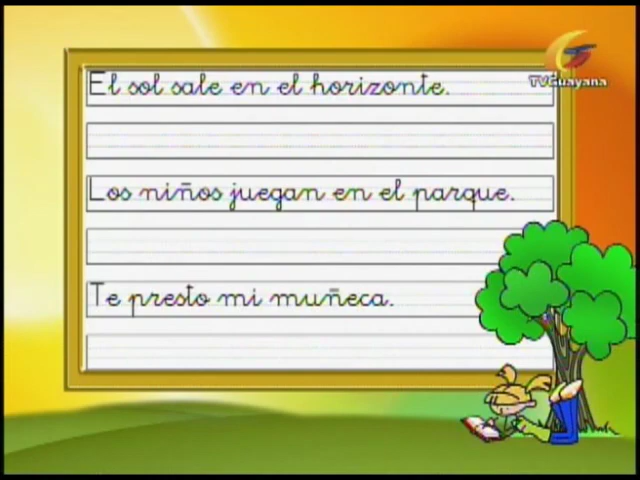 TVGuayana
El sol sale en el horizonte.
Los niños juegan en el parque.
Te presto mi muñeca.